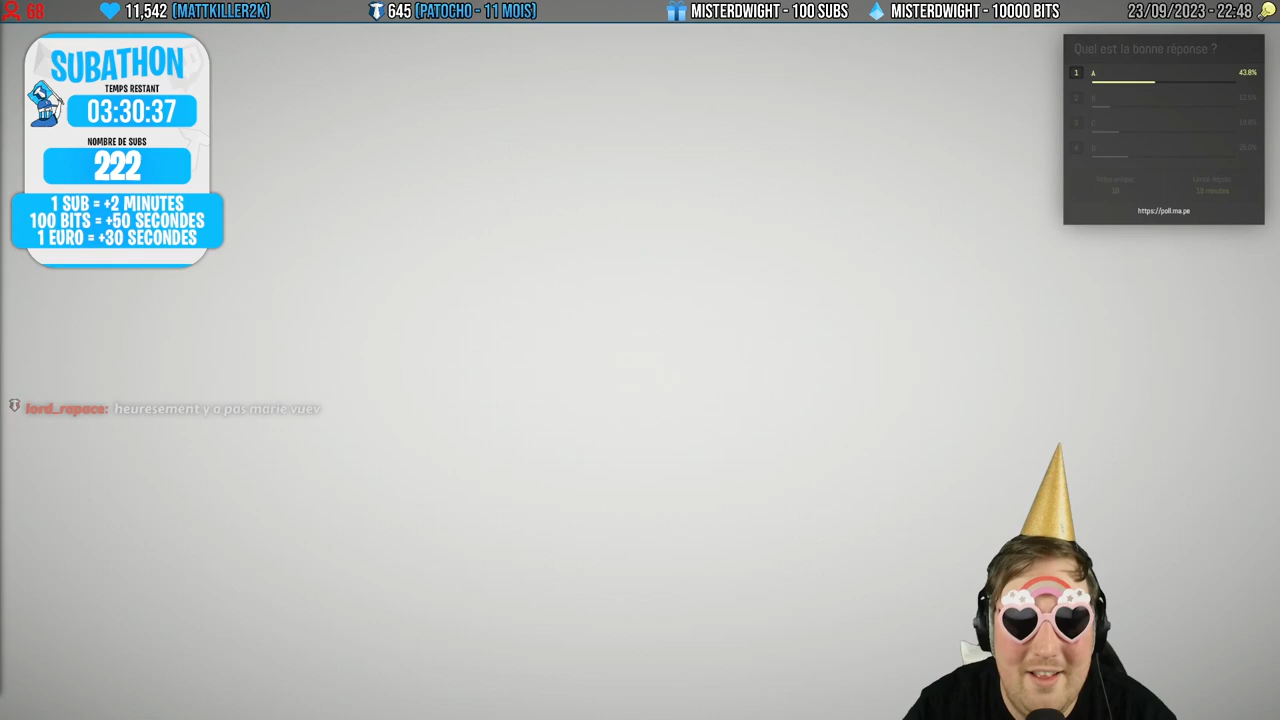 68
11,542 (MATTKILLER2K)
645 (PATOCHO - 11 MOIS)
MISTERDWIGHT - 100 SUBS
MISTERDWIGHT - 10000 BITS
23/09/2023 - 22:48
SUBATHON
TEMPS RESTANT
03:30:37
NOMBRE DE SUBS
222
1 SUB = +2 MINUTES
100 BITS = +50 SECONDES
1 EURO = +30 SECONDES
Quel est la bonne réponse ?
1 A 43.8%
https://poll.ma.pe
lord_rapace: heuresement y a pas marie vuev